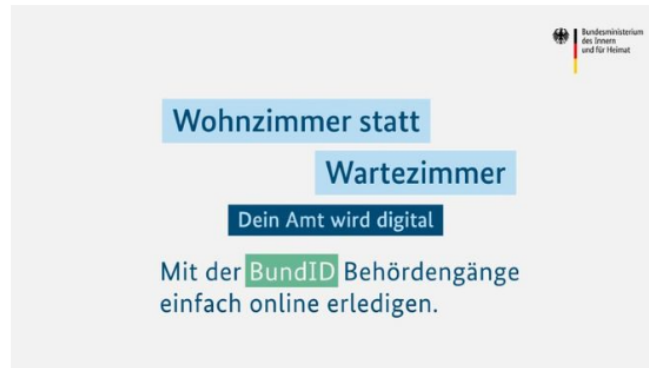 Bundesministerium
des Innern
und für Heimat
Wohnzimmer statt
Wartezimmer
Dein Amt wird digital
Mit der BundID Behördengänge
einfach online erledigen.